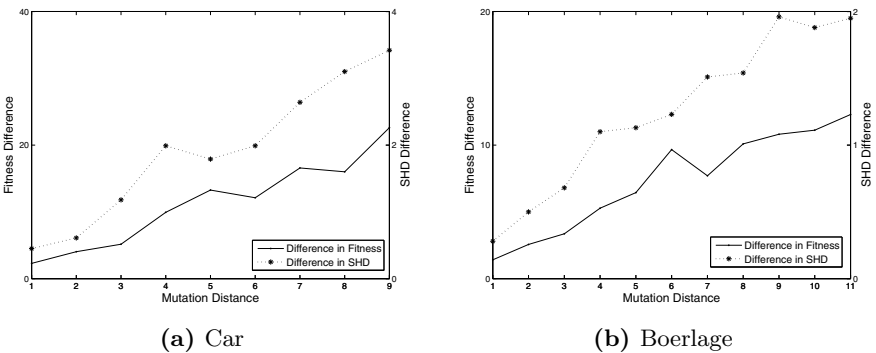 40
20
0
4
2
0
Fitness Difference
SHD Difference
Difference in Fitness
Difference in SHD
1 2 3 4 5 6 7 8 9
Mutation Distance
(a) Car
20
10
0
2
1
0
Fitness Difference
SHD Difference
Difference in Fitness
Difference in SHD
1 2 3 4 5 6 7 8 9 10 11
Mutation Distance
(b) Boerlage